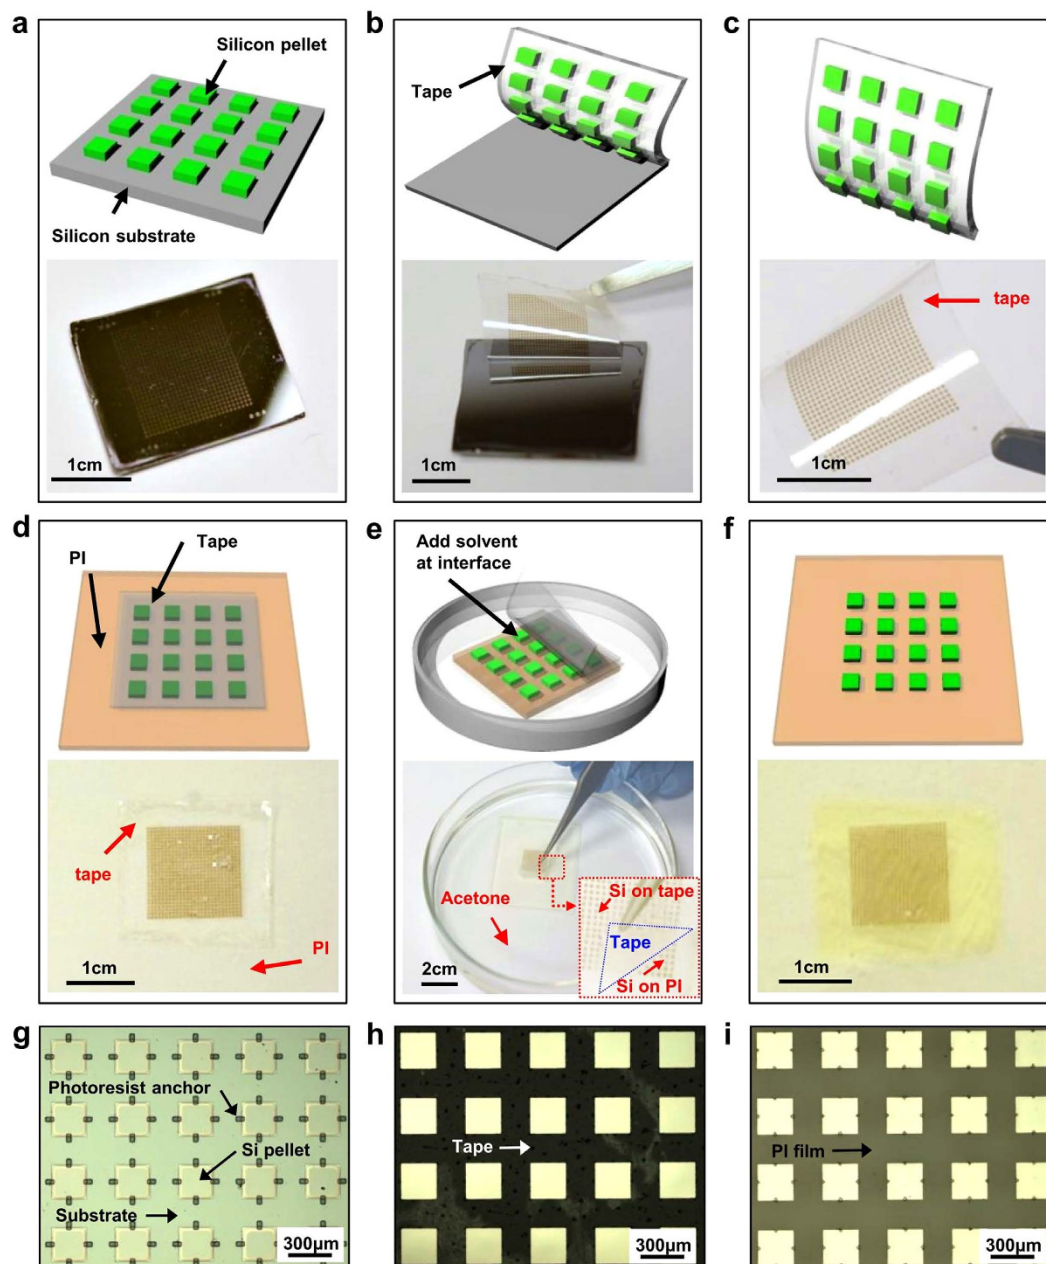 a
Silicon pellet
Silicon substrate
1cm
b
Tape
1cm
c
tape
1cm
d
PI
Tape
tape
PI
1cm
e
Add solvent
at interface
Acetone
Si on tape
Tape
Si on PI
2cm
f
1cm
g
Photoresist anchor
Si pellet
Substrate
300μm
h
Tape
300μm
i
PI film
300μm